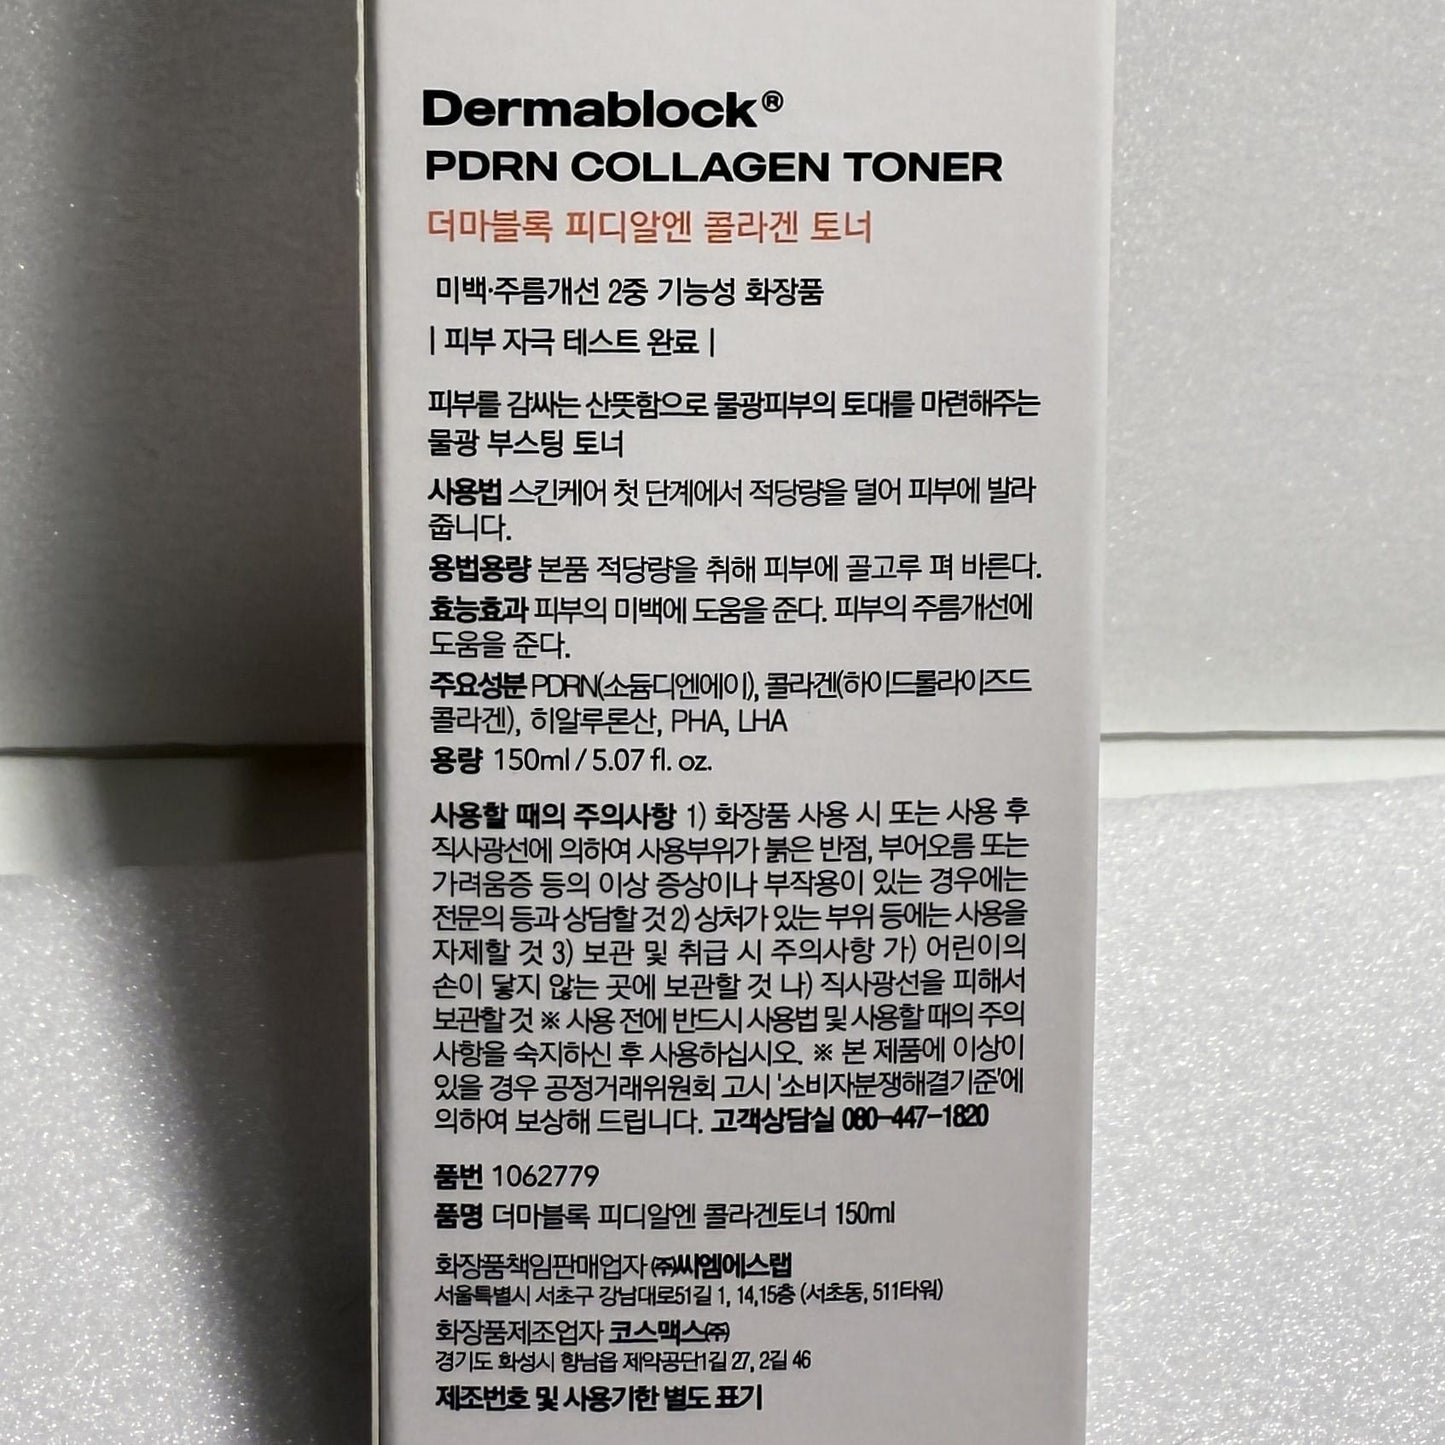 Dermablock®
PDRN COLLAGEN TONER
더마블록 피디알엔 콜라겐 토너
미백·주름개선 2중 기능성 화장품
| 피부 자극 테스트 완료 |
피부를 감싸는 산뜻함으로 물광피부의 토대를 마련해주는
물광 부스팅 토너
사용법 스킨케어 첫 단계에서 적당량을 덜어 피부에 발라
줍니다.
용법용량 본품 적당량을 취해 피부에 골고루 펴 바른다.
효능효과 피부의 미백에 도움을 준다. 피부의 주름개선에
도움을 준다.
주요성분 PDRN(소듐디엔에이), 콜라겐(하이드롤라이즈드
콜라겐), 히알루론산, PHA, LHA
용량 150ml / 5.07 fl. oz.
사용할 때의 주의사항 1) 화장품 사용 시 또는 사용 후
직사광선에 의하여 사용부위가 붉은 반점, 부어오름 또는
가려움증 등의 이상 증상이나 부작용이 있는 경우에는
전문의 등과 상담할 것 2) 상처가 있는 부위 등에는 사용을
자제할 것 3) 보관 및 취급 시 주의사항 가) 어린이의
손이 닿지 않는 곳에 보관할 것 나) 직사광선을 피해서
보관할 것 ※ 사용 전에 반드시 사용법 및 사용할 때의 주의
사항을 숙지하신 후 사용하십시오. ※ 본 제품에 이상이
있을 경우 공정거래위원회 고시 '소비자분쟁해결기준'에
의하여 보상해 드립니다. 고객상담실 080-447-1820
품번 1062779
품명 더마블록 피디알엔 콜라겐토너 150ml
화장품책임판매업자 ㈜씨엠에스랩
서울특별시 서초구 강남대로51길 1, 14,15층 (서초동, 511타워)
화장품제조업자 코스맥스㈜
경기도 화성시 향남읍 제약공단1길 27, 2길 46
제조번호 및 사용기한 별도 표기